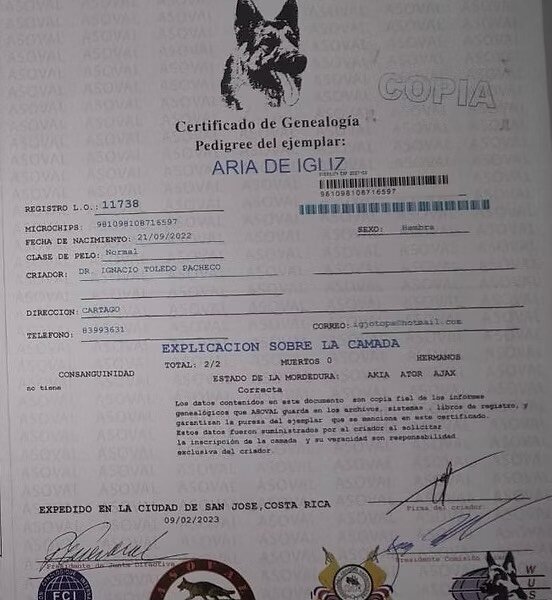 COPIA
Certificado de Genealogía
Pedigree del ejemplar:
ARIA DE IGLIZ
981098108716597
REGISTRO L.O.: 11738
MICROCHIPS: 981098108716597
FECHA DE NACIMIENTO: 21/09/2022
SEXO: Hembra
CLASE DE PELO: Normal
CRIADOR: DR. IGNACIO TOLEDO PACHECO
DIRECCION: CARTAGO
TELEFONO: 83993631
CORREO: igjotopa@hotmail.com
EXPLICACION SOBRE LA CAMADA
CONSANGUINIDAD
TOTAL: 2/2
MUERTOS 0
HERMANOS
no tiene
ESTADO DE LA MORDEDURA:
AKIA ATOR AJAX
Correcta
Los datos contenidos en este documento son copia fiel de los informes
genealógicos que ASOVAL guarda en los archivos, sistemas, libros de registro, y
garantizan la pureza del ejemplar que se menciona en este certificado.
Estos datos fueron suministrados por el criador al solicitar
la inscripción de la camada y su veracidad son responsabilidad
exclusiva del criador.
EXPEDIDO EN LA CIUDAD DE SAN JOSE, COSTA RICA
09/02/2023
Firma del criador
Presidente de Junta Directiva
Presidente Comisión
FCI
ASOVAL
WUS